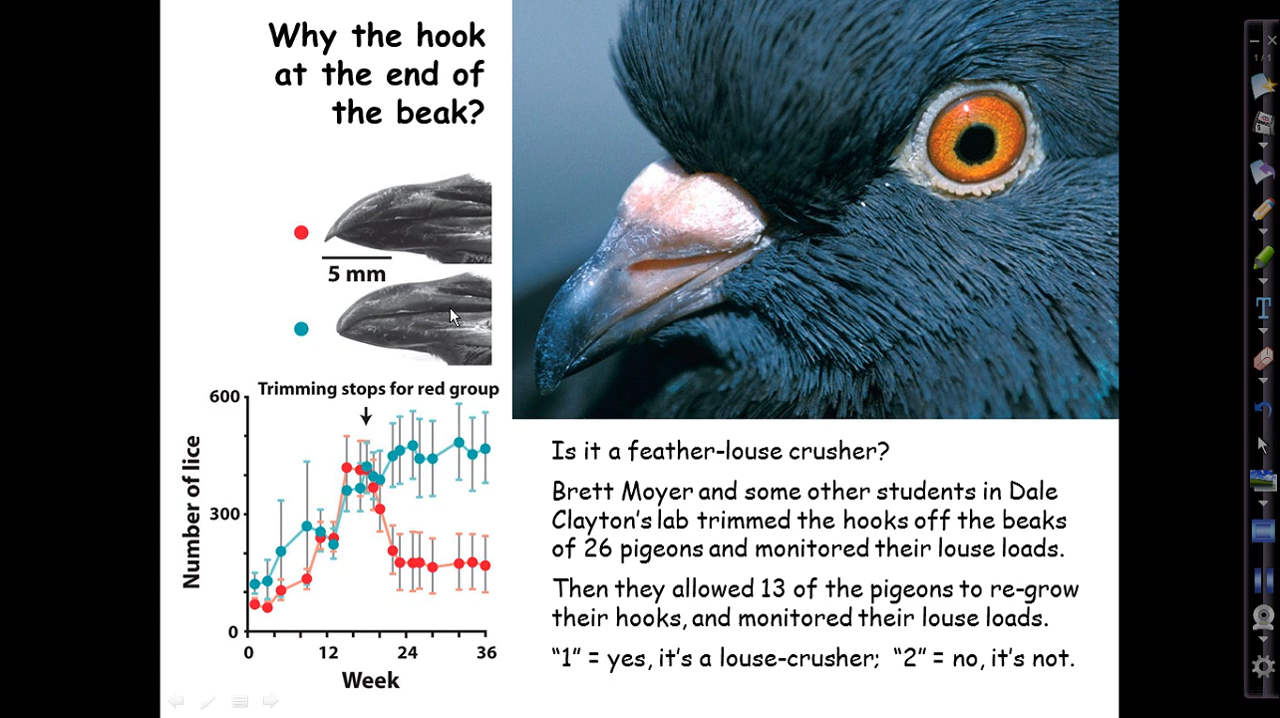 Why the hook
at the end of
the beak?
5 mm
Trimming stops for red group
600
300
0
Number of lice
0 12 24 36
Week
Is it a feather-louse crusher?
Brett Moyer and some other students in Dale
Clayton's lab trimmed the hooks off the beaks
of 26 pigeons and monitored their louse loads.
Then they allowed 13 of the pigeons to re-grow
their hooks, and monitored their louse loads.
“1” = yes, it's a louse-crusher; “2” = no, it's not.
1/1
T